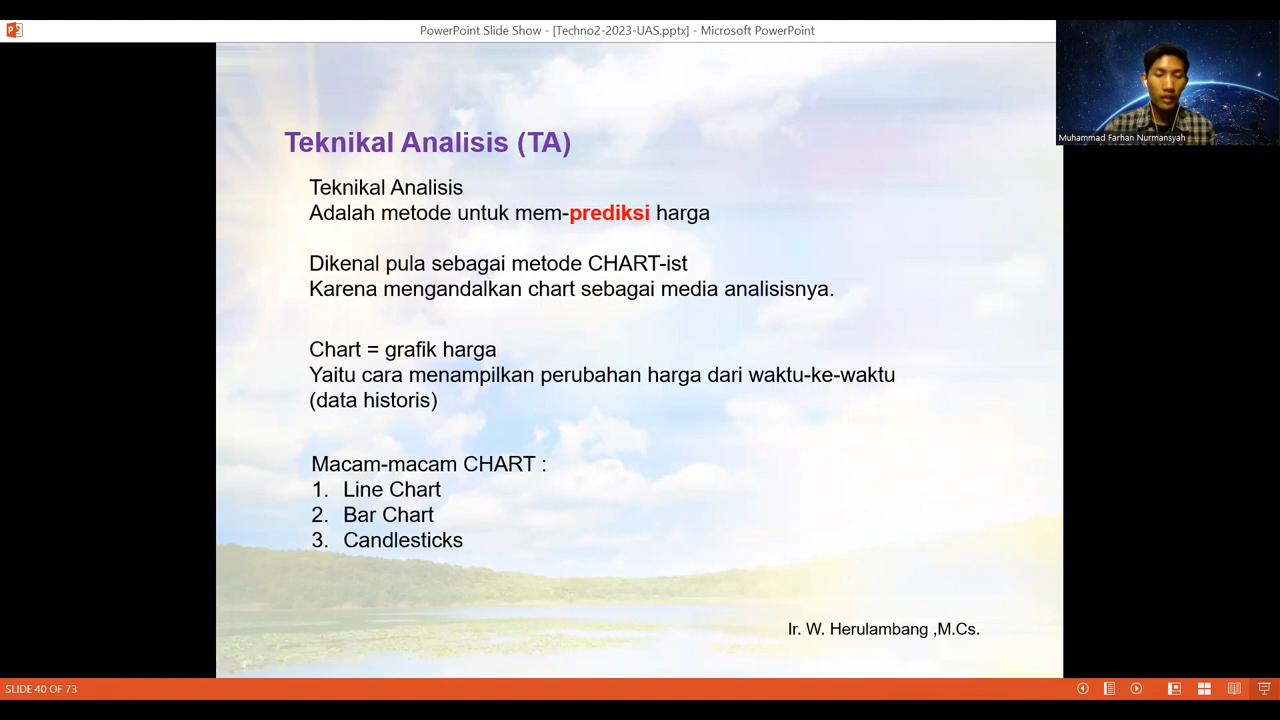 PowerPoint Slide Show - [Techno2-2023-UAS.pptx] - Microsoft PowerPoint
Muhammad Farhan Nurmansyah
Teknikal Analisis (TA)
Teknikal Analisis
Adalah metode untuk mem-prediksi harga
Dikenal pula sebagai metode CHART-ist
Karena mengandalkan chart sebagai media analisisnya.
Chart = grafik harga
Yaitu cara menampilkan perubahan harga dari waktu-ke-waktu
(data historis)
Macam-macam CHART :
1. Line Chart
2. Bar Chart
3. Candlesticks
Ir. W. Herulambang ,M.Cs.
SLIDE 40 OF 73